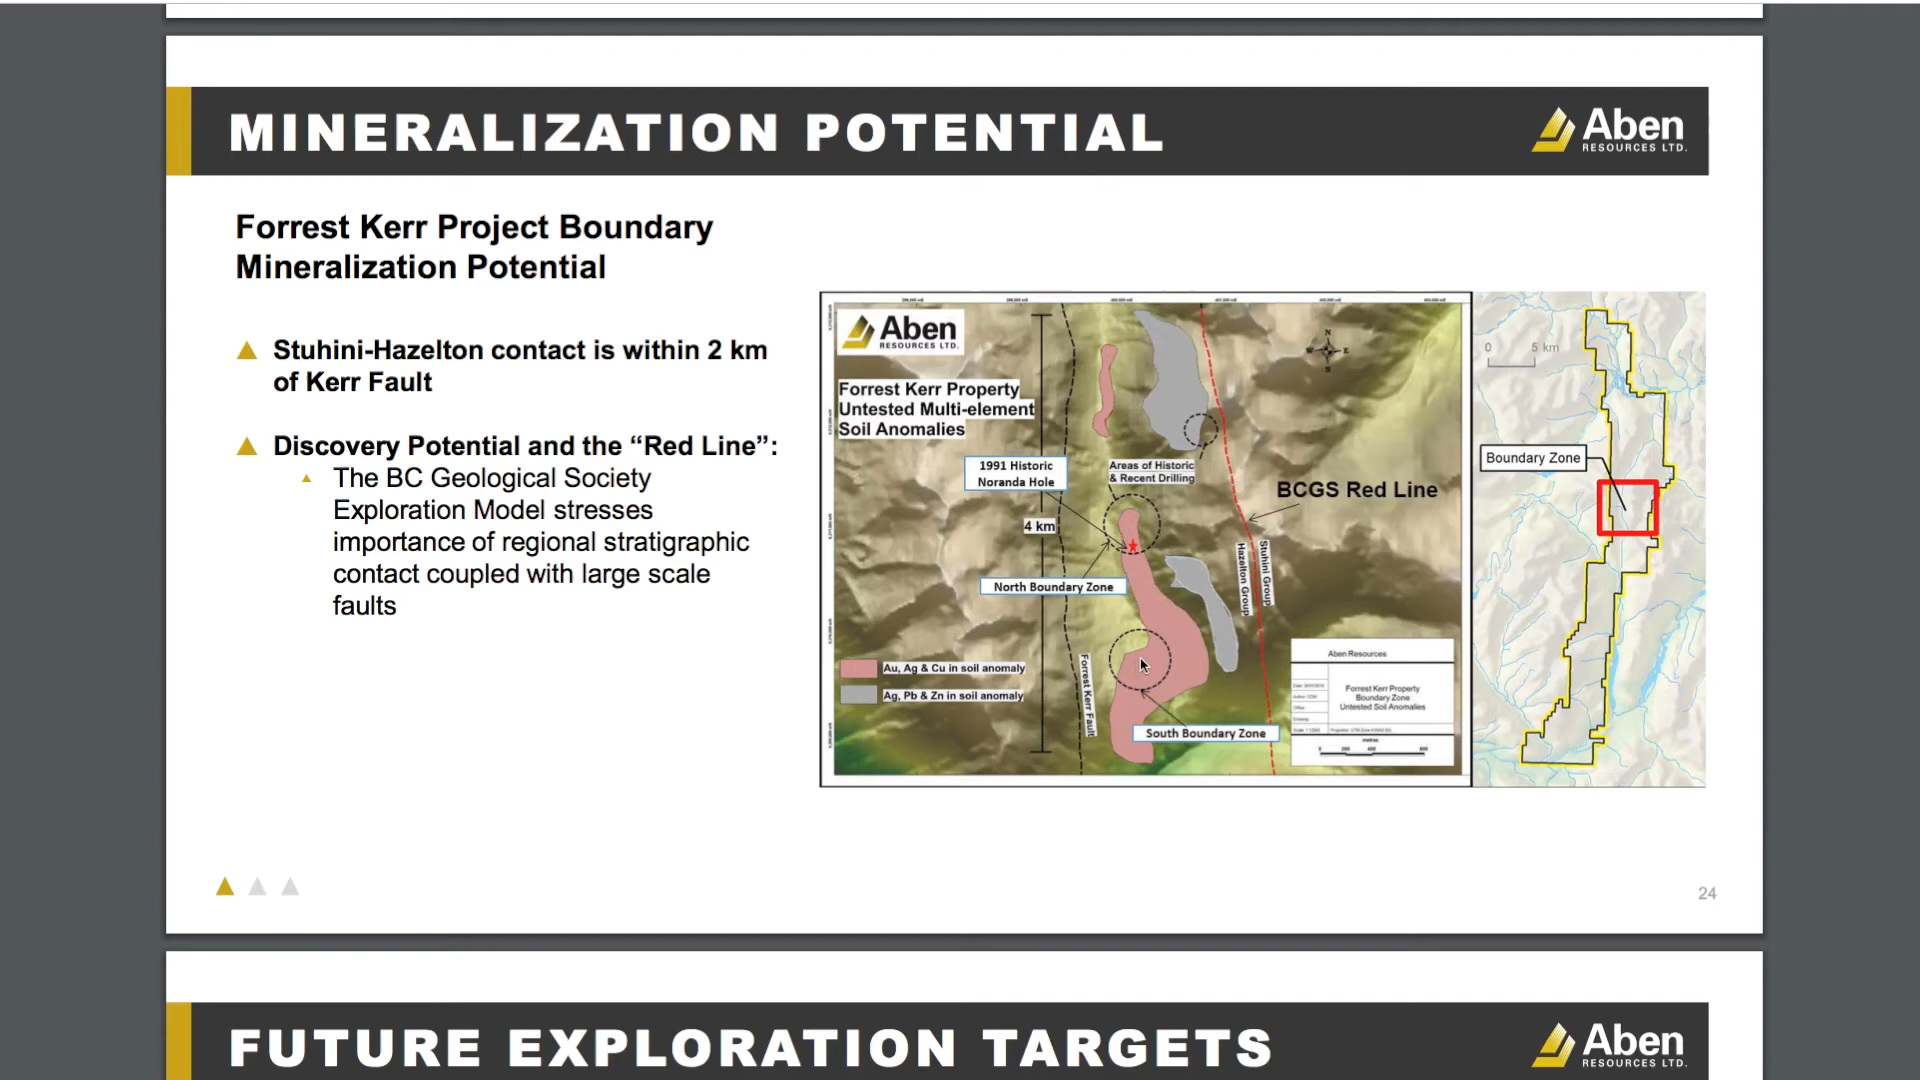 MINERALIZATION POTENTIAL
Aben
RESOURCES LTD.
Forrest Kerr Project Boundary
Mineralization Potential
Stuhini-Hazelton contact is within 2 km
of Kerr Fault
Discovery Potential and the “Red Line”:
The BC Geological Society
Exploration Model stresses
importance of regional stratigraphic
contact coupled with large scale
faults
Aben
RESOURCES LTD.
Forrest Kerr Property
Untested Multi-element
Soil Anomalies
N
W
E
S
1991 Historic
Noranda Hole
Areas of Historic
& Recent Drilling
BCGS Red Line
4 km
North Boundary Zone
Hazelton Group
Stuhini Group
Forrest Kerr Fault
Au, Ag & Cu in soil anomaly
Ag, Pb & Zn in soil anomaly
South Boundary Zone
Aben Resources
Forrest Kerr Property
Boundary Zone
Untested Soil Anomalies
metres
0 200 400 800
0 5 km
Boundary Zone
24
FUTURE EXPLORATION TARGETS
Aben
RESOURCES LTD.